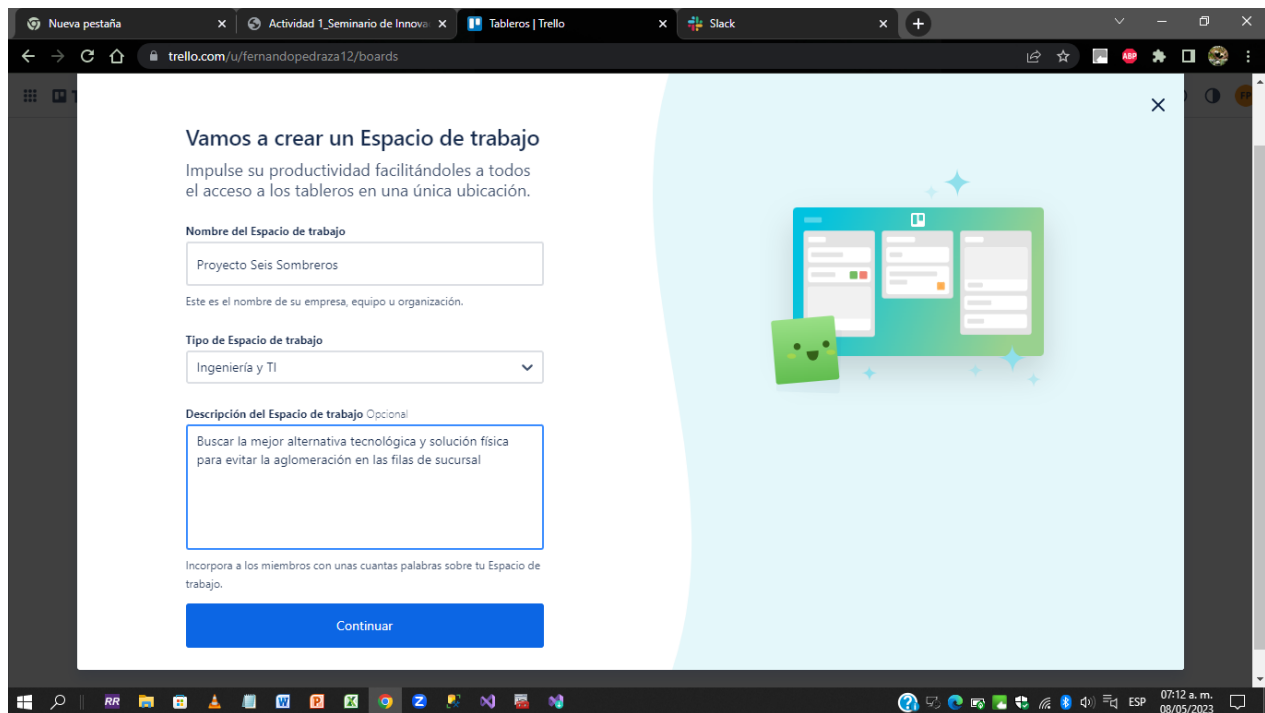 Nueva pestaña
Actividad 1_Seminario de Innova
Tableros | Trello
Slack
trello.com/u/fernandopedraza12/boards
ABP
Vamos a crear un Espacio de trabajo
Impulse su productividad facilitándoles a todos
el acceso a los tableros en una única ubicación.
Nombre del Espacio de trabajo
Proyecto Seis Sombreros
Este es el nombre de su empresa, equipo u organización.
Tipo de Espacio de trabajo
Ingeniería y TI
Descripción del Espacio de trabajo Opcional
Buscar la mejor alternativa tecnológica y solución física
para evitar la aglomeración en las filas de sucursal
Incorpora a los miembros con unas cuantas palabras sobre tu Espacio de
trabajo.
Continuar
RR
ESP
07:12 a. m.
08/05/2023